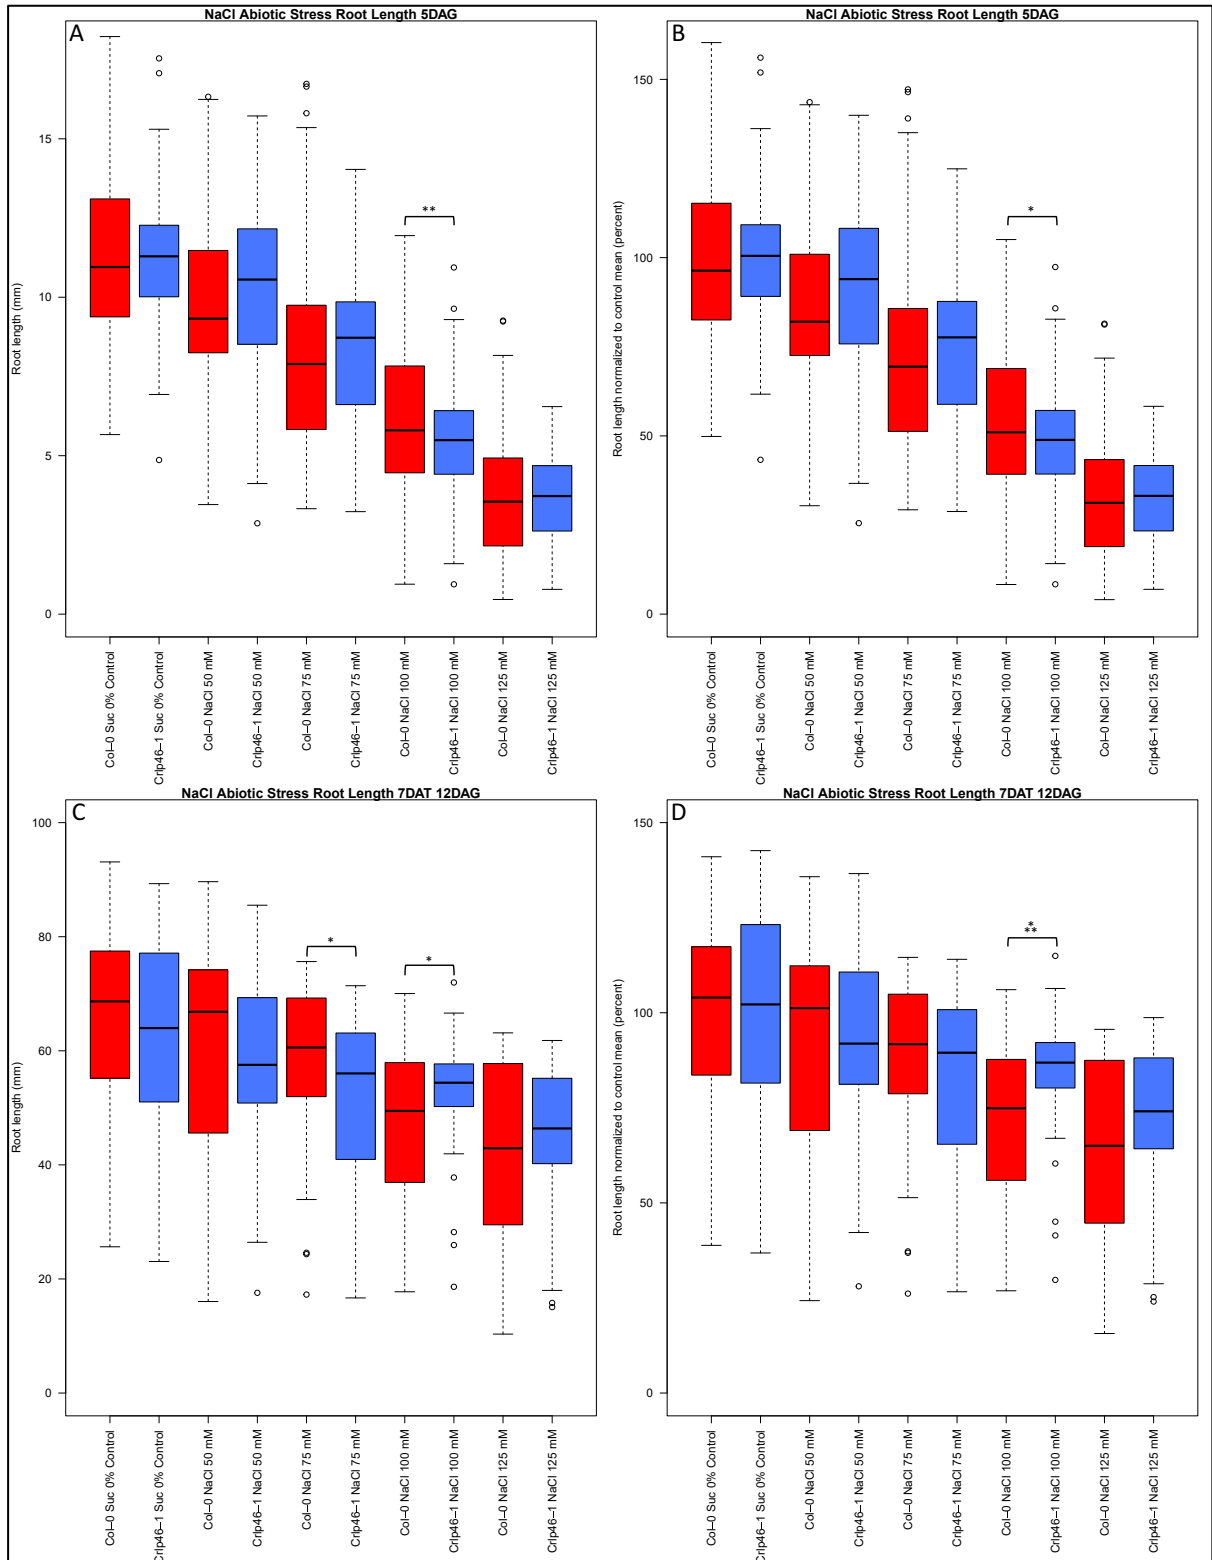 NaCl Abiotic Stress Root Length 5DAG
A
Root length (mm)
15
10
5
0
**
Col–0 Suc 0% Control
Crlp46–1 Suc 0% Control
Col–0 NaCl 50 mM
Crlp46–1 NaCl 50 mM
Col–0 NaCl 75 mM
Crlp46–1 NaCl 75 mM
Col–0 NaCl 100 mM
Crlp46–1 NaCl 100 mM
Col–0 NaCl 125 mM
Crlp46–1 NaCl 125 mM
NaCl Abiotic Stress Root Length 5DAG
B
Root length normalized to control mean (percent)
150
100
50
0
*
Col–0 Suc 0% Control
Crlp46–1 Suc 0% Control
Col–0 NaCl 50 mM
Crlp46–1 NaCl 50 mM
Col–0 NaCl 75 mM
Crlp46–1 NaCl 75 mM
Col–0 NaCl 100 mM
Crlp46–1 NaCl 100 mM
Col–0 NaCl 125 mM
Crlp46–1 NaCl 125 mM
NaCl Abiotic Stress Root Length 7DAT 12DAG
C
Root length (mm)
100
80
60
40
20
0
*
*
Col–0 Suc 0% Control
Crlp46–1 Suc 0% Control
Col–0 NaCl 50 mM
Crlp46–1 NaCl 50 mM
Col–0 NaCl 75 mM
Crlp46–1 NaCl 75 mM
Col–0 NaCl 100 mM
Crlp46–1 NaCl 100 mM
Col–0 NaCl 125 mM
Crlp46–1 NaCl 125 mM
NaCl Abiotic Stress Root Length 7DAT 12DAG
D
Root length normalized to control mean (percent)
150
100
50
0
*
**
Col–0 Suc 0% Control
Crlp46–1 Suc 0% Control
Col–0 NaCl 50 mM
Crlp46–1 NaCl 50 mM
Col–0 NaCl 75 mM
Crlp46–1 NaCl 75 mM
Col–0 NaCl 100 mM
Crlp46–1 NaCl 100 mM
Col–0 NaCl 125 mM
Crlp46–1 NaCl 125 mM